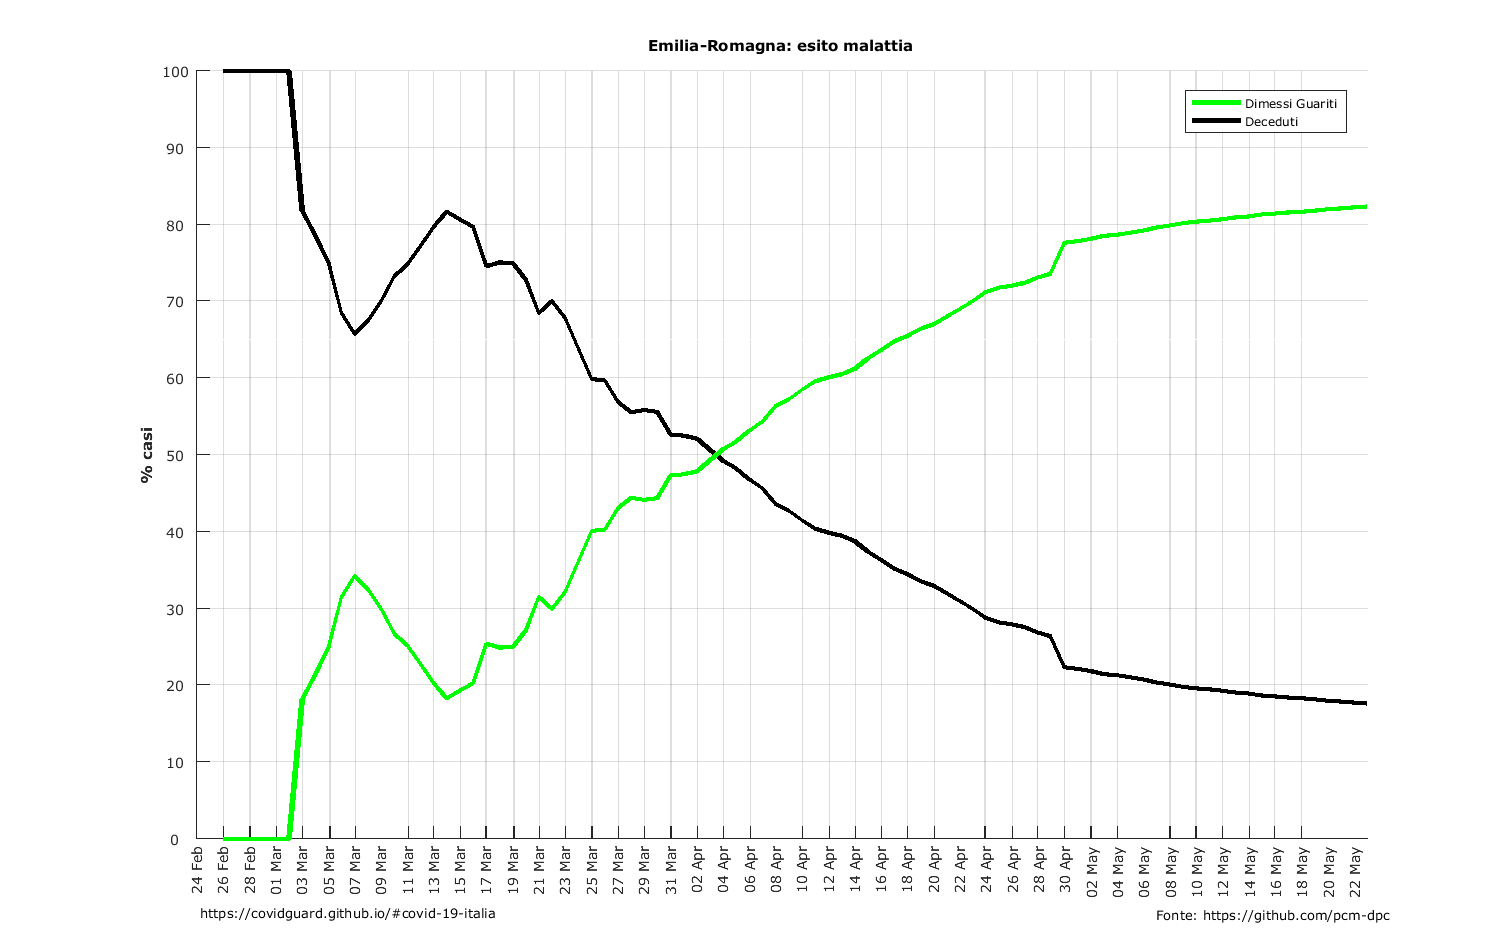 Emilia-Romagna: esito malattia
Dimessi Guariti
Deceduti
% casi
100
90
80
70
60
50
40
30
20
10
0
24 Feb
26 Feb
28 Feb
01 Mar
03 Mar
05 Mar
07 Mar
09 Mar
11 Mar
13 Mar
15 Mar
17 Mar
19 Mar
21 Mar
23 Mar
25 Mar
27 Mar
29 Mar
31 Mar
02 Apr
04 Apr
06 Apr
08 Apr
10 Apr
12 Apr
14 Apr
16 Apr
18 Apr
20 Apr
22 Apr
24 Apr
26 Apr
28 Apr
30 Apr
02 May
04 May
06 May
08 May
10 May
12 May
14 May
16 May
18 May
20 May
22 May
https://covidguard.github.io/#covid-19-italia
Fonte: https://github.com/pcm-dpc